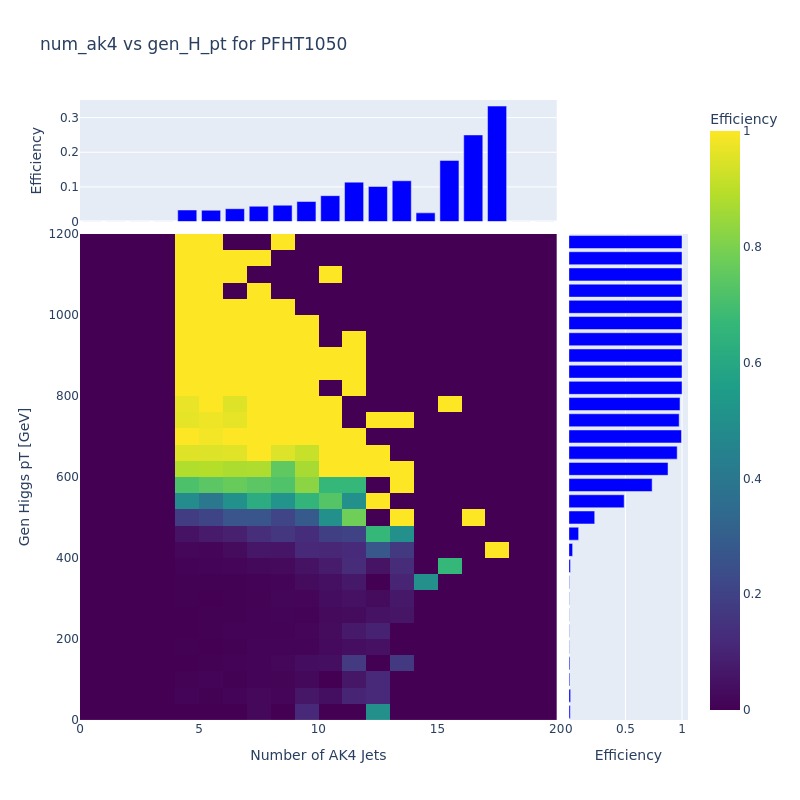 num_ak4 vs gen_H_pt for PFHT1050
Efficiency
0.3
0.2
0.1
0
Efficiency
1
0.8
0.6
0.4
0.2
0
Gen Higgs pT [GeV]
1200
1000
800
600
400
200
0
0 5 10 15 20
0 0.5 1
Number of AK4 Jets
Efficiency